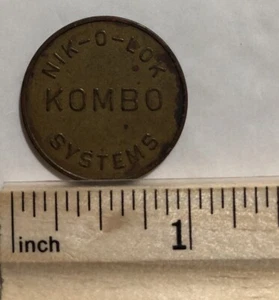 NIK-O-LOK
KOMBO
SYSTEMS
1
inch